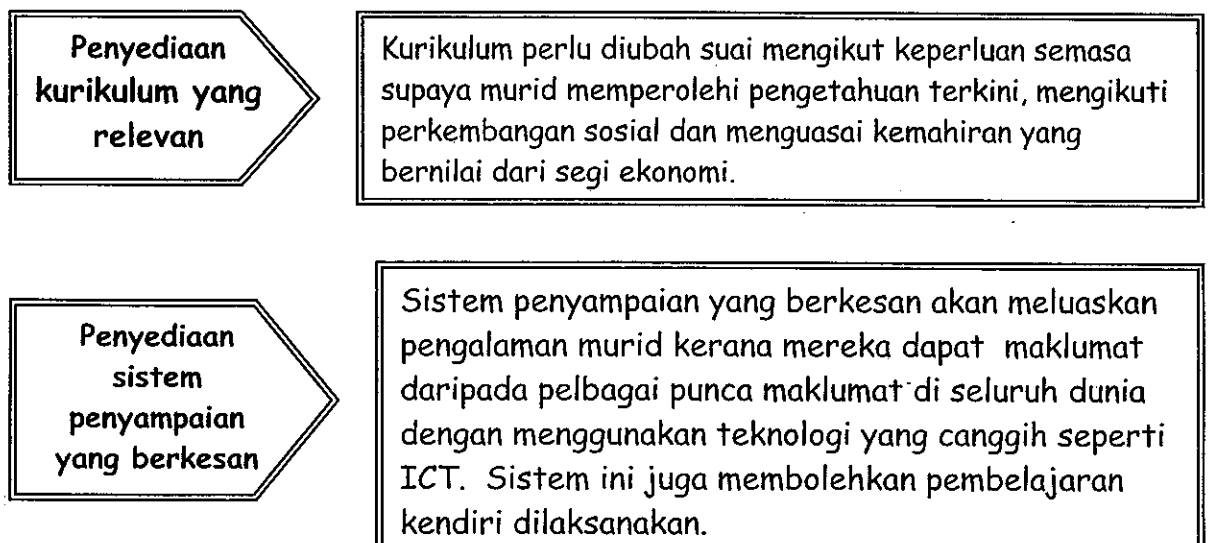 Penyediaan
kurikulum yang
relevan
Kurikulum perlu diubah suai mengikut keperluan semasa
supaya murid memperolehi pengetahuan terkini, mengikuti
perkembangan sosial dan menguasai kemahiran yang
bernilai dari segi ekonomi.
Penyediaan
sistem
penyampaian
yang berkesan
Sistem penyampaian yang berkesan akan meluaskan
pengalaman murid kerana mereka dapat maklumat
daripada pelbagai punca maklumat di seluruh dunia
dengan menggunakan teknologi yang canggih seperti
ICT. Sistem ini juga membolehkan pembelajaran
kendiri dilaksanakan.